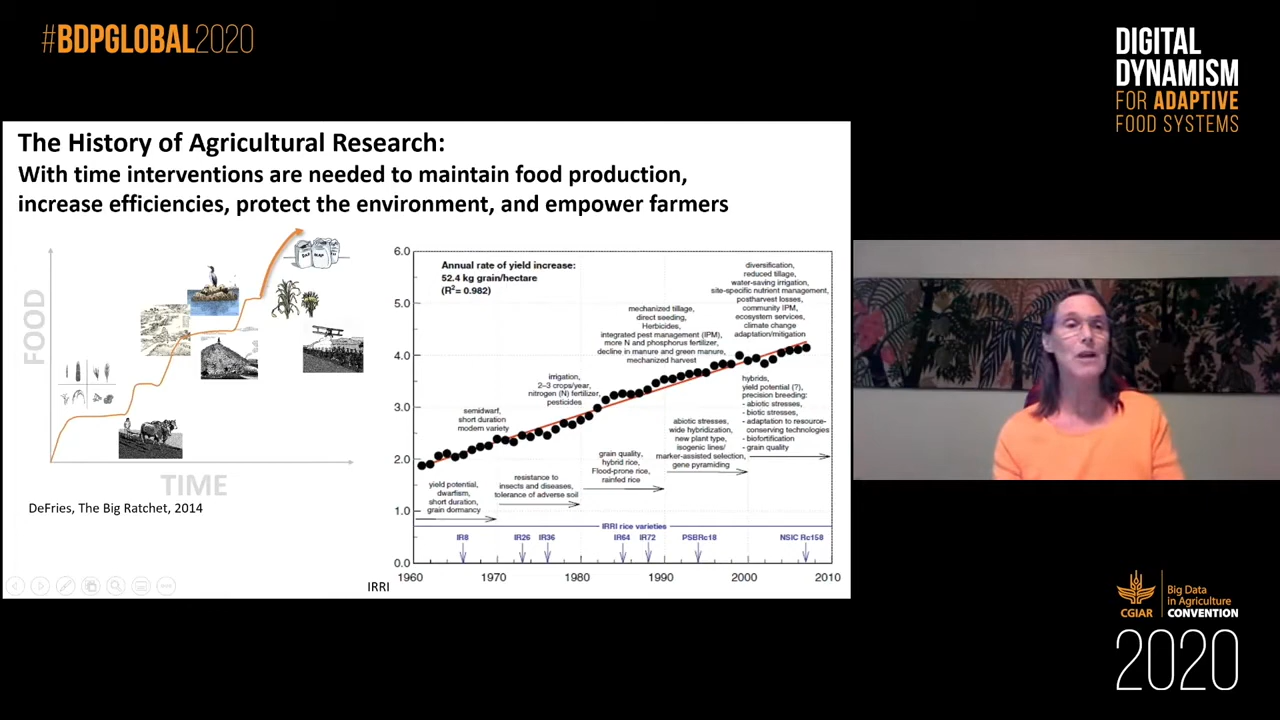 #BDPGLOBAL2020
DIGITAL
DYNAMISM
FOR ADAPTIVE
FOOD SYSTEMS
The History of Agricultural Research:
With time interventions are needed to maintain food production,
increase efficiencies, protect the environment, and empower farmers
FOOD
TIME
DeFries, The Big Ratchet, 2014
6.0
5.0
4.0
3.0
2.0
1.0
0.0
Annual rate of yield increase:
52.4 kg grain/hectare
(R²= 0.982)
diversification,
reduced tillage,
water-saving irrigation,
site-specific nutrient management,
postharvest losses,
community IPM,
ecosystem services,
climate change
adaptation/mitigation
mechanized tillage,
direct seeding,
Herbicides,
integrated pest management (IPM),
more N and phosphorus fertilizer,
decline in manure and green manure,
mechanized harvest
irrigation,
2–3 crops/year,
nitrogen (N) fertilizer,
pesticides
semidwarf,
short duration
modern variety
hybrids,
yield potential (?),
precision breeding:
- abiotic stresses,
- biotic stresses,
- adaptation to resource-
conserving technologies
- biofortification
- grain quality
abiotic stresses,
wide hybridization,
new plant type,
isogenic lines/
marker-assisted selection,
gene pyramiding
grain quality,
hybrid rice,
Flood-prone rice,
rainfed rice
resistance to
insects and diseases,
tolerance of adverse soil
yield potential,
dwarfism,
short duration,
grain dormancy
IRRI rice varieties
IR8 IR26 IR36 IR64 IR72 PSBRc18 NSIC Rc158
1960 1970 1980 1990 2000 2010
IRRI
CGIAR
Big Data
in Agriculture
CONVENTION
2020